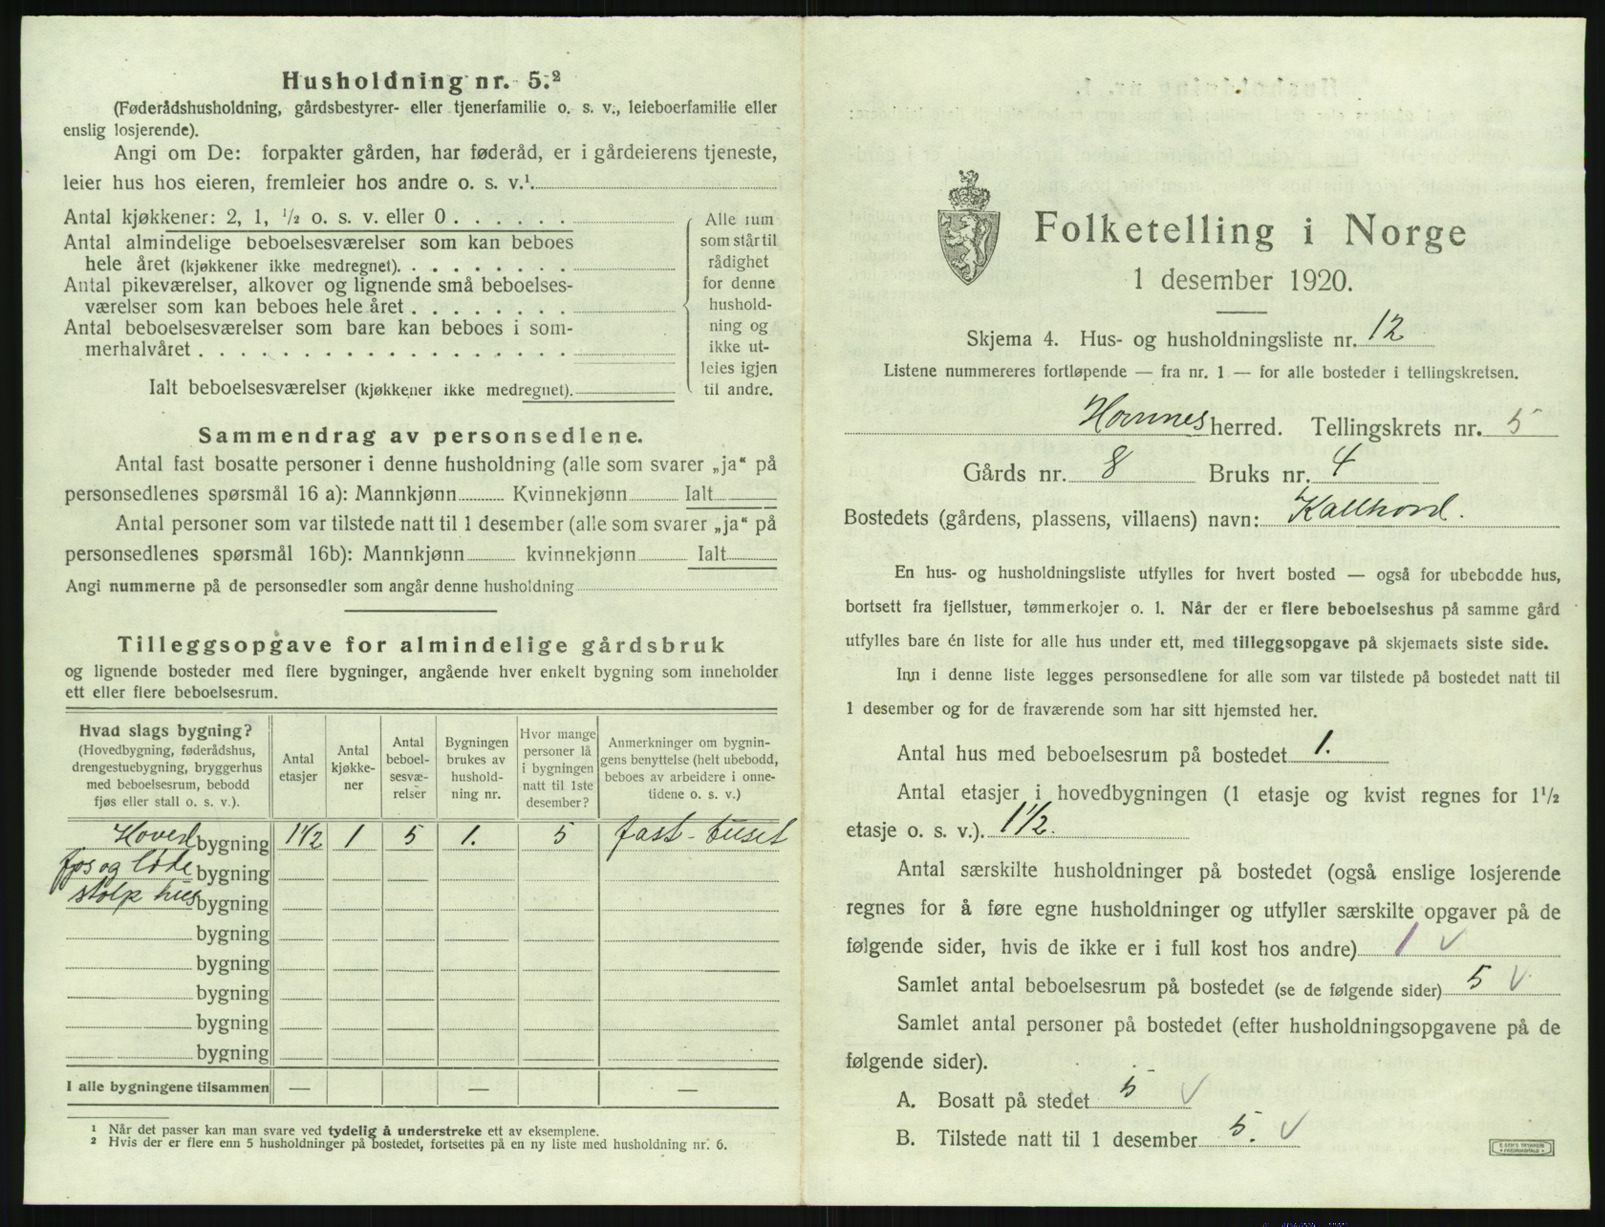 Husholdning nr. 5.²
(Føderådshusholdning, gårdsbestyrer- eller tjenerfamilie o. s. v., leieboerfamilie eller
enslig losjerende).
Angi om De: forpakter gården, har føderåd, er i gårdeierens tjeneste,
leier hus hos eieren, fremleier hos andre o. s. v.¹
Antal kjøkkener: 2, 1, ½ o. s. v. eller 0
Antal almindelige beboelsesværelser som kan beboes
hele året (kjøkkener ikke medregnet).
Antal pikeværelser, alkover og lignende små beboelses-
værelser som kan beboes hele året
Antal beboelsesværelser som bare kan beboes i som-
merhalvåret
Ialt beboelsesværelser (kjøkkener ikke medregnet).
Alle rum
som står til
rådighet
for denne
hushold-
ning og
ikke ut-
leies igjen
til andre.
Sammendrag av personsedlene.
Antal fast bosatte personer i denne husholdning (alle som svarer „ja“ på
personsedlenes spørsmål 16 a): Mannkjønn Kvinnekjønn Ialt
Antal personer som var tilstede natt til 1 desember (alle som svarer „ja“ på
personsedlenes spørsmål 16b): Mannkjønn kvinnekjønn Ialt
Angi nummerne på de personsedler som angår denne husholdning
Tilleggsopgave for almindelige gårdsbruk
og lignende bosteder med flere bygninger, angående hver enkelt bygning som inneholder
ett eller flere beboelsesrum.
Hvad slags bygning?
(Hovedbygning, føderådshus,
drengestuebygning, bryggerhus
med beboelsesrum, bebodd
fjøs eller stall o. s. v.).
Antal
etasjer
Antal
kjøkke-
ner
Antal
beboel-
sesvæ-
relser
Bygningen
brukes av
hushold-
ning nr.
Hvor mange
personer lå
i bygningen
natt til 1ste
desember?
Anmerkninger om bygnin-
gens benyttelse (helt ubebodd,
beboes av arbeidere i onne-
tidene o. s. v.)
Hoved bygning 1½ 1 5 1. 5 fast-
fjøs og löde bygning
stolp hus bygning
bygning
bygning
bygning
bygning
bygning
I alle bygningene tilsammen — — —
¹ Når det passer kan man svare ved tydelig å understreke ett av eksemplene.
² Hvis der er flere enn 5 husholdninger på bostedet, fortsettes på en ny liste med husholdning nr. 6.
Folketelling i Norge
1 desember 1920.
Skjema 4. Hus- og husholdningsliste nr. 12
Listene nummereres fortløpende — fra nr. 1 — for alle bosteder i tellingskretsen.
Hornnes herred. Tellingskrets nr. 5
Gårds nr. 8 Bruks nr. 4
Bostedets (gårdens, plassens, villaens) navn: Kallhovd.
En hus- og husholdningsliste utfylles for hvert bosted — også for ubebodde hus,
bortsett fra fjellstuer, tømmerkojer o. l. Når der er flere beboelseshus på samme gård
utfylles bare én liste for alle hus under ett, med tilleggsopgave på skjemaets siste side.
Inn i denne liste legges personsedlene for alle som var tilstede på bostedet natt til
1 desember og for de fraværende som har sitt hjemsted her.
Antal hus med beboelsesrum på bostedet 1.
Antal etasjer i hovedbygningen (1 etasje og kvist regnes for 1½
etasje o. s. v.). 1½.
Antal særskilte husholdninger på bostedet (også enslige losjerende
regnes for å føre egne husholdninger og utfyller særskilte opgaver på de
følgende sider, hvis de ikke er i full kost hos andre) 1 √
Samlet antal beboelsesrum på bostedet (se de følgende sider) 5 √
Samlet antal personer på bostedet (efter husholdningsopgavene på de
følgende sider).
A. Bosatt på stedet 5 √
B. Tilstede natt til 1 desember 5. √